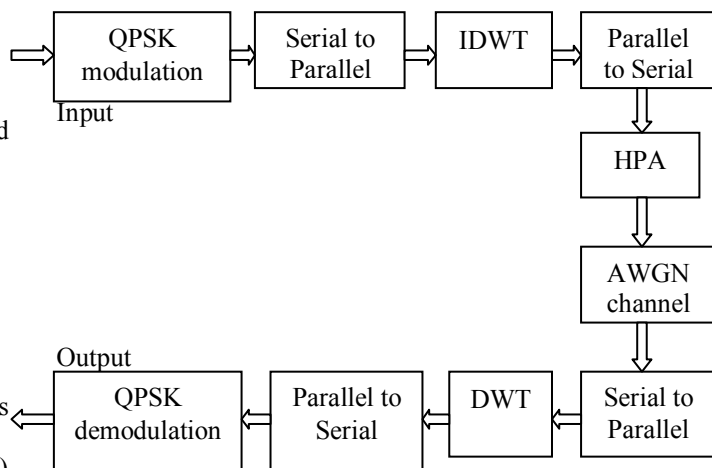 QPSK
modulation
Serial to
Parallel
IDWT
Parallel
to Serial
Input
d
HPA
AWGN
channel
Output
s
QPSK
demodulation
Parallel to
Serial
DWT
Serial to
Parallel
)